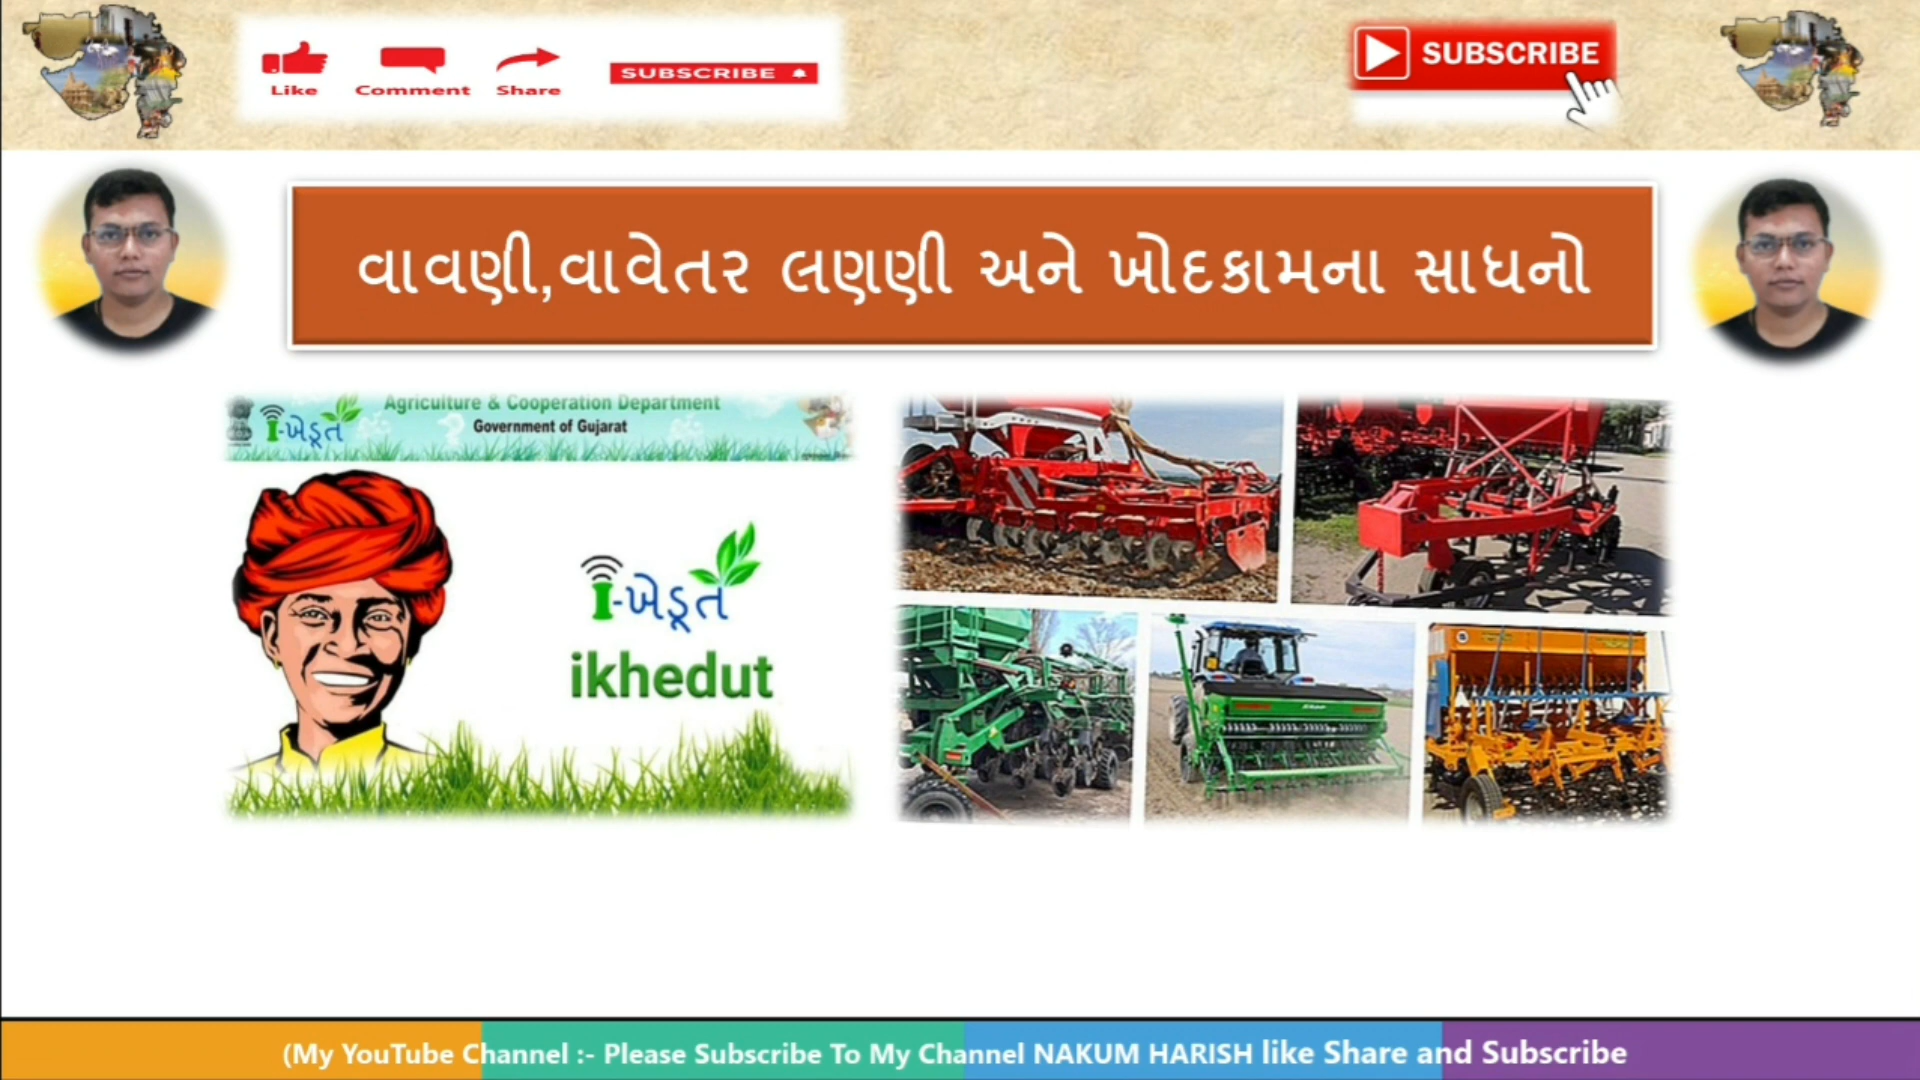 Like Comment Share SUBSCRIBE
SUBSCRIBE
વાવણી,વાવેતર લણણી અને ખોદકામના સાધનો
Agriculture & Cooperation Department
Government of Gujarat
i-ખેડૂત
i-ખેડૂત
ikhedut
(My YouTube Channel :- Please Subscribe To My Channel NAKUM HARISH like Share and Subscribe